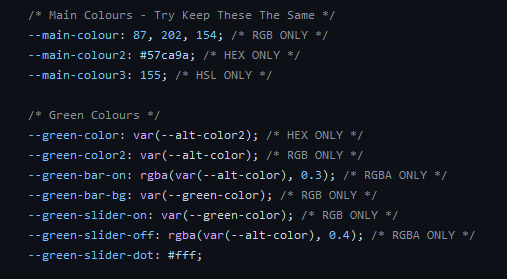 /* Main Colours - Try Keep These The Same */
--main-colour: 87, 202, 154; /* RGB ONLY */
--main-colour2: #57ca9a; /* HEX ONLY */
--main-colour3: 155; /* HSL ONLY */
/* Green Colours */
--green-color: var(--alt-color2); /* HEX ONLY */
--green-color2: var(--alt-color); /* RGB ONLY */
--green-bar-on: rgba(var(--alt-color), 0.3); /* RGBA ONLY */
--green-bar-bg: var(--green-color); /* RGB ONLY */
--green-slider-on: var(--green-color); /* RGB ONLY */
--green-slider-off: rgba(var(--alt-color), 0.4); /* RGBA ONLY */
--green-slider-dot: #fff;